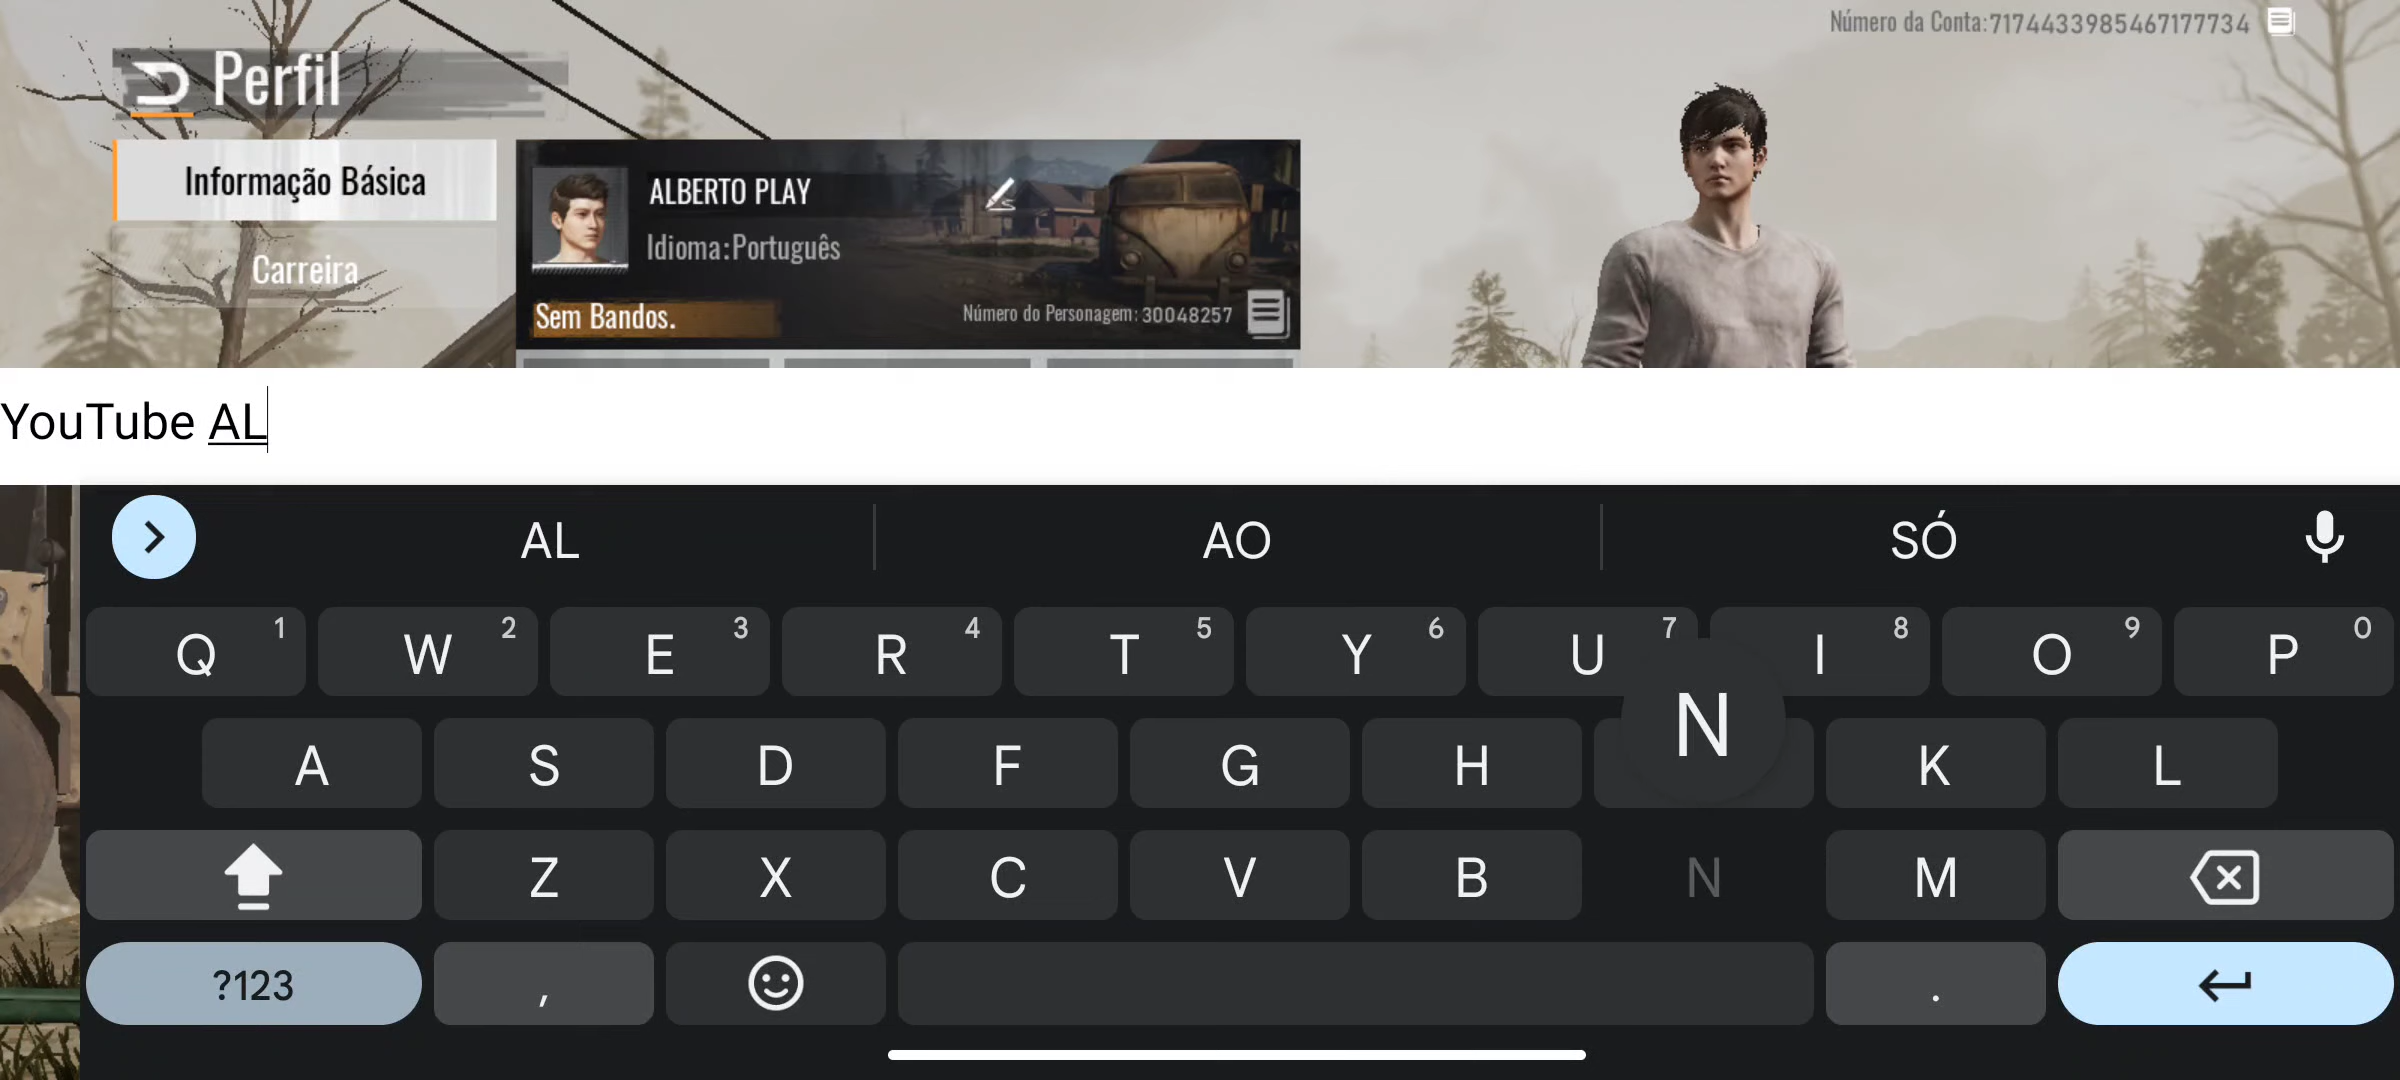 Número da Conta:7174433985467177734
Perfil
Informação Básica
Carreira
ALBERTO PLAY
Idioma:Português
Sem Bandos.
Número do Personagem: 30048257
YouTube AL
AL AO SÓ
Q 1 W 2 E 3 R 4 T 5 Y 6 U 7 I 8 O 9 P 0
A S D F G H N K L
Z X C V B N M
?123 , .